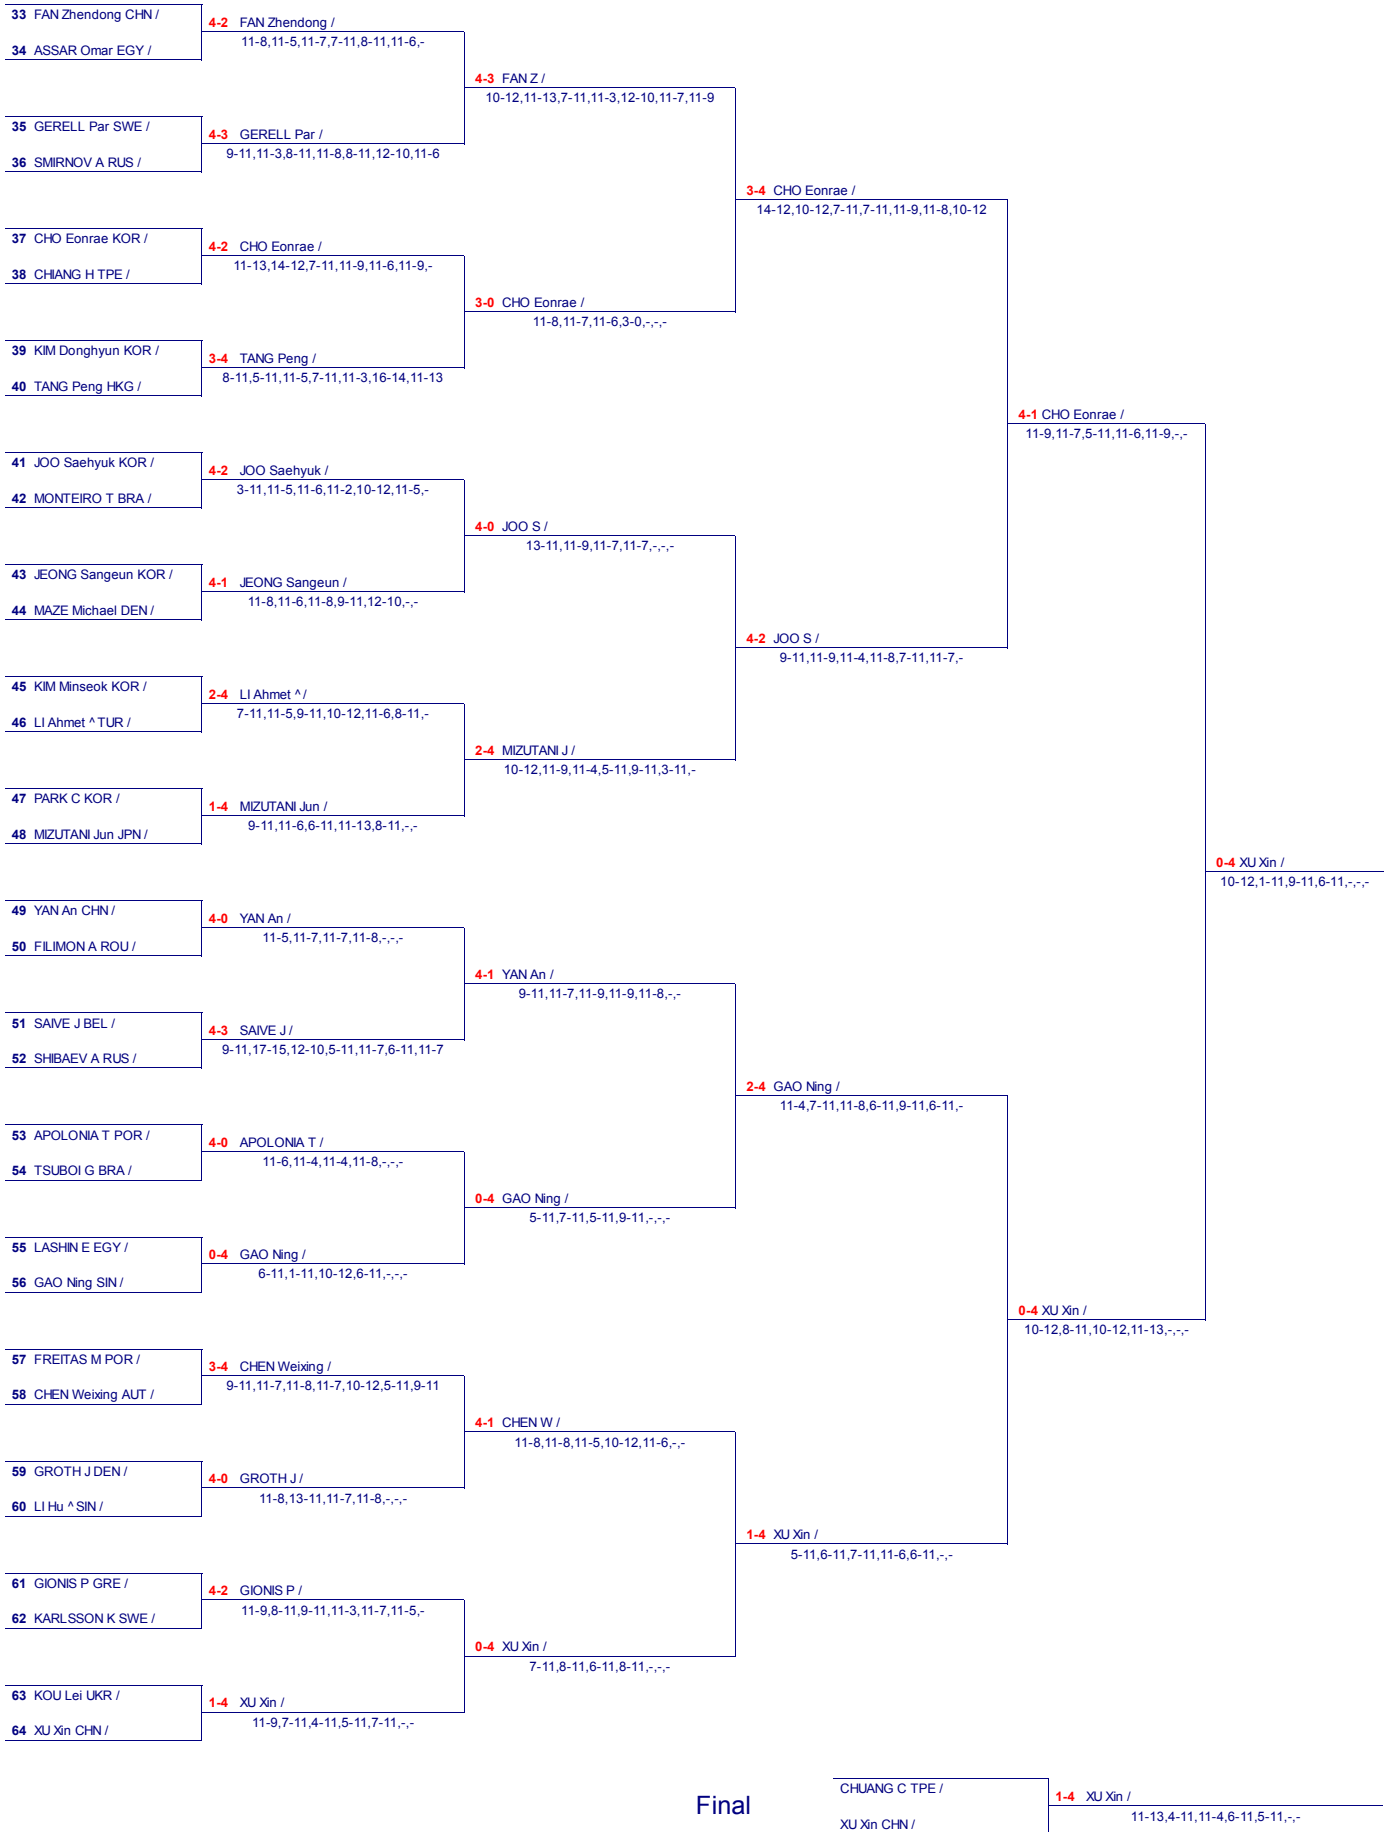 33 FAN Zhendong CHN /
4-2 FAN Zhendong /
11-8,11-5,11-7,7-11,8-11,11-6,-
34 ASSAR Omar EGY /
4-3 FAN Z /
10-12,11-13,7-11,11-3,12-10,11-7,11-9
35 GERELL Par SWE /
4-3 GERELL Par /
9-11,11-3,8-11,11-8,8-11,12-10,11-6
36 SMIRNOV A RUS /
3-4 CHO Eonrae /
14-12,10-12,7-11,7-11,11-9,11-8,10-12
37 CHO Eonrae KOR /
4-2 CHO Eonrae /
11-13,14-12,7-11,11-9,11-6,11-9,-
38 CHIANG H TPE /
3-0 CHO Eonrae /
11-8,11-7,11-6,3-0,-,-,-
39 KIM Donghyun KOR /
3-4 TANG Peng /
8-11,5-11,11-5,7-11,11-3,16-14,11-13
40 TANG Peng HKG /
4-1 CHO Eonrae /
11-9,11-7,5-11,11-6,11-9,-,-
41 JOO Saehyuk KOR /
4-2 JOO Saehyuk /
3-11,11-5,11-6,11-2,10-12,11-5,-
42 MONTEIRO T BRA /
4-0 JOO S /
13-11,11-9,11-7,11-7,-,-,-
43 JEONG Sangeun KOR /
4-1 JEONG Sangeun /
11-8,11-6,11-8,9-11,12-10,-,-
44 MAZE Michael DEN /
4-2 JOO S /
9-11,11-9,11-4,11-8,7-11,11-7,-
45 KIM Minseok KOR /
2-4 LI Ahmet ^ /
7-11,11-5,9-11,10-12,11-6,8-11,-
46 LI Ahmet ^ TUR /
2-4 MIZUTANI J /
10-12,11-9,11-4,5-11,9-11,3-11,-
47 PARK C KOR /
1-4 MIZUTANI Jun /
9-11,11-6,6-11,11-13,8-11,-,-
48 MIZUTANI Jun JPN /
0-4 XU Xin /
10-12,1-11,9-11,6-11,-,-,-
49 YAN An CHN /
4-0 YAN An /
11-5,11-7,11-7,11-8,-,-,-
50 FILIMON A ROU /
4-1 YAN An /
9-11,11-7,11-9,11-9,11-8,-,-
51 SAIVE J BEL /
4-3 SAIVE J /
9-11,17-15,12-10,5-11,11-7,6-11,11-7
52 SHIBAEV A RUS /
2-4 GAO Ning /
11-4,7-11,11-8,6-11,9-11,6-11,-
53 APOLONIA T POR /
4-0 APOLONIA T /
11-6,11-4,11-4,11-8,-,-,-
54 TSUBOI G BRA /
0-4 GAO Ning /
5-11,7-11,5-11,9-11,-,-,-
55 LASHIN E EGY /
0-4 GAO Ning /
6-11,1-11,10-12,6-11,-,-,-
56 GAO Ning SIN /
0-4 XU Xin /
10-12,8-11,10-12,11-13,-,-,-
57 FREITAS M POR /
3-4 CHEN Weixing /
9-11,11-7,11-8,11-7,10-12,5-11,9-11
58 CHEN Weixing AUT /
4-1 CHEN W /
11-8,11-8,11-5,10-12,11-6,-,-
59 GROTH J DEN /
4-0 GROTH J /
11-8,13-11,11-7,11-8,-,-,-
60 LI Hu ^ SIN /
1-4 XU Xin /
5-11,6-11,7-11,11-6,6-11,-,-
61 GIONIS P GRE /
4-2 GIONIS P /
11-9,8-11,9-11,11-3,11-7,11-5,-
62 KARLSSON K SWE /
0-4 XU Xin /
7-11,8-11,6-11,8-11,-,-,-
63 KOU Lei UKR /
1-4 XU Xin /
11-9,7-11,4-11,5-11,7-11,-,-
64 XU Xin CHN /
Final
CHUANG C TPE /
1-4 XU Xin /
11-13,4-11,11-4,6-11,5-11,-,-
XU Xin CHN /